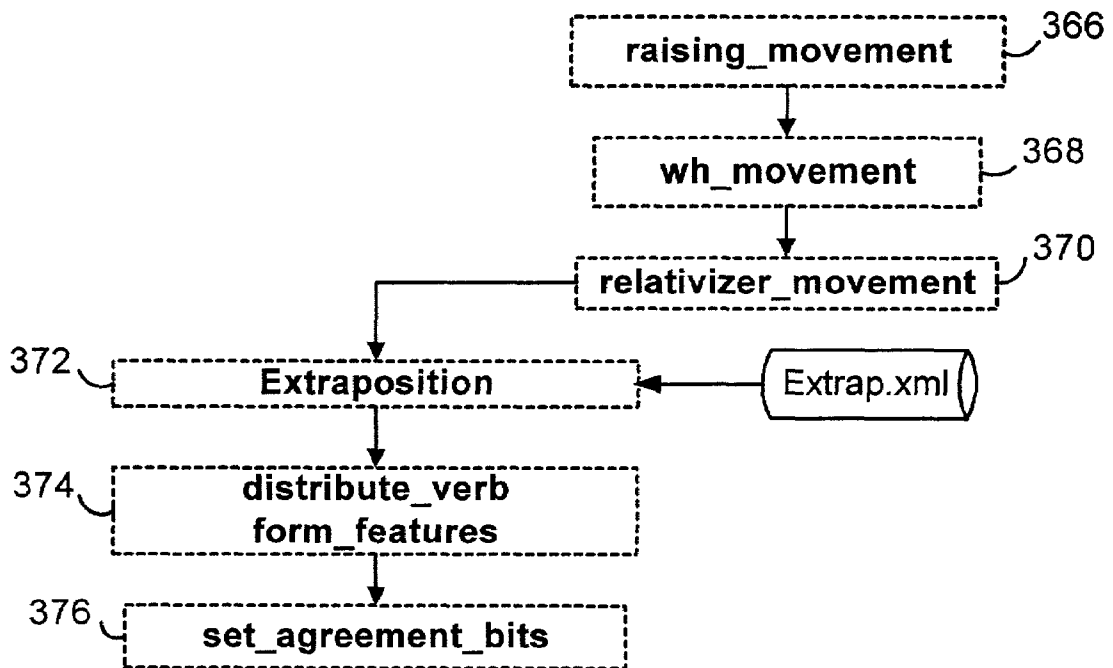 raising_movement
366
wh_movement
368
relativizer_movement
370
372
Extraposition
Extrap.xml
374
distribute_verb
form_features
376
set_agreement_bits